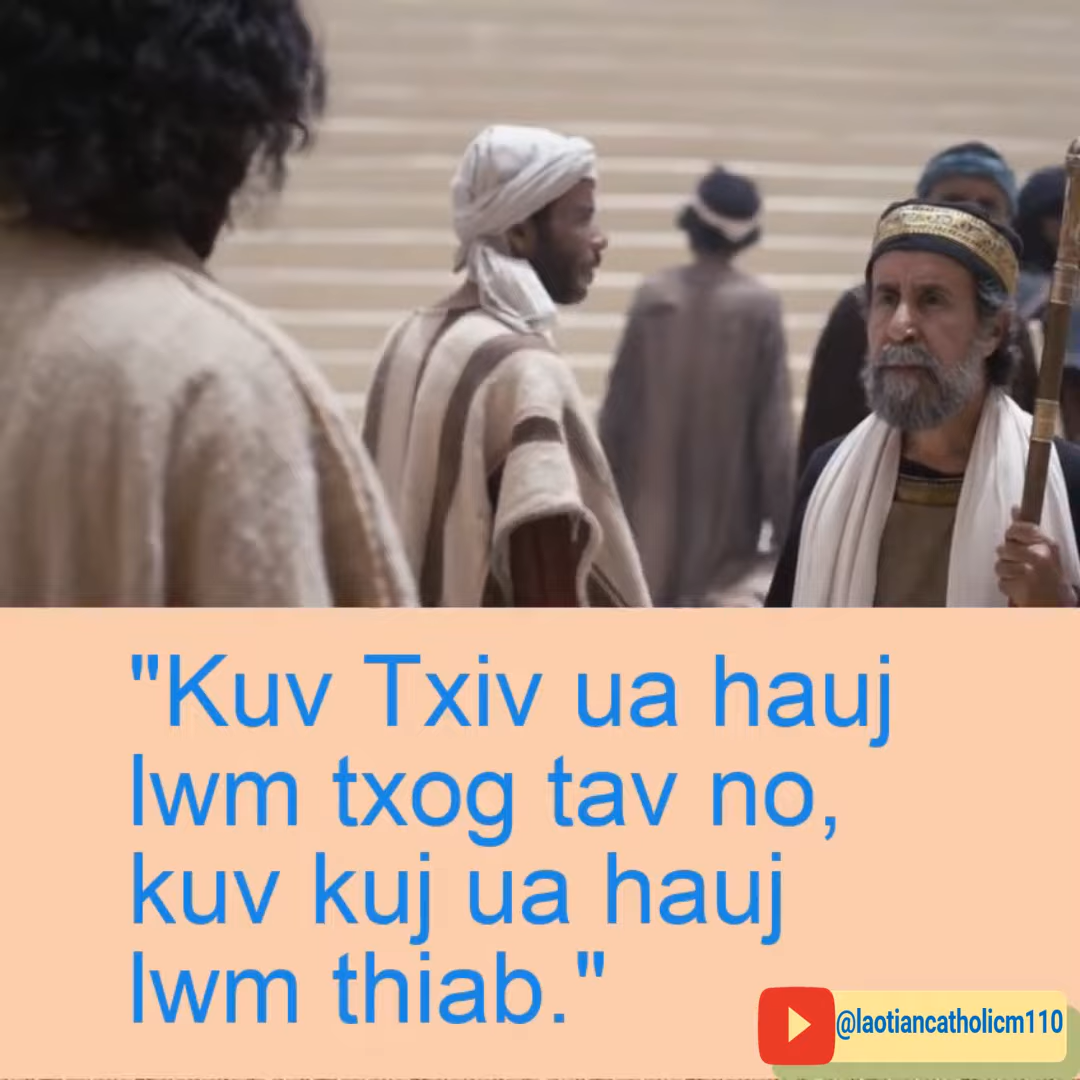 "Kuv Txiv ua hauj
lwm txog tav no,
kuv kuj ua hauj
lwm thiab."
@laotiancatholicm110